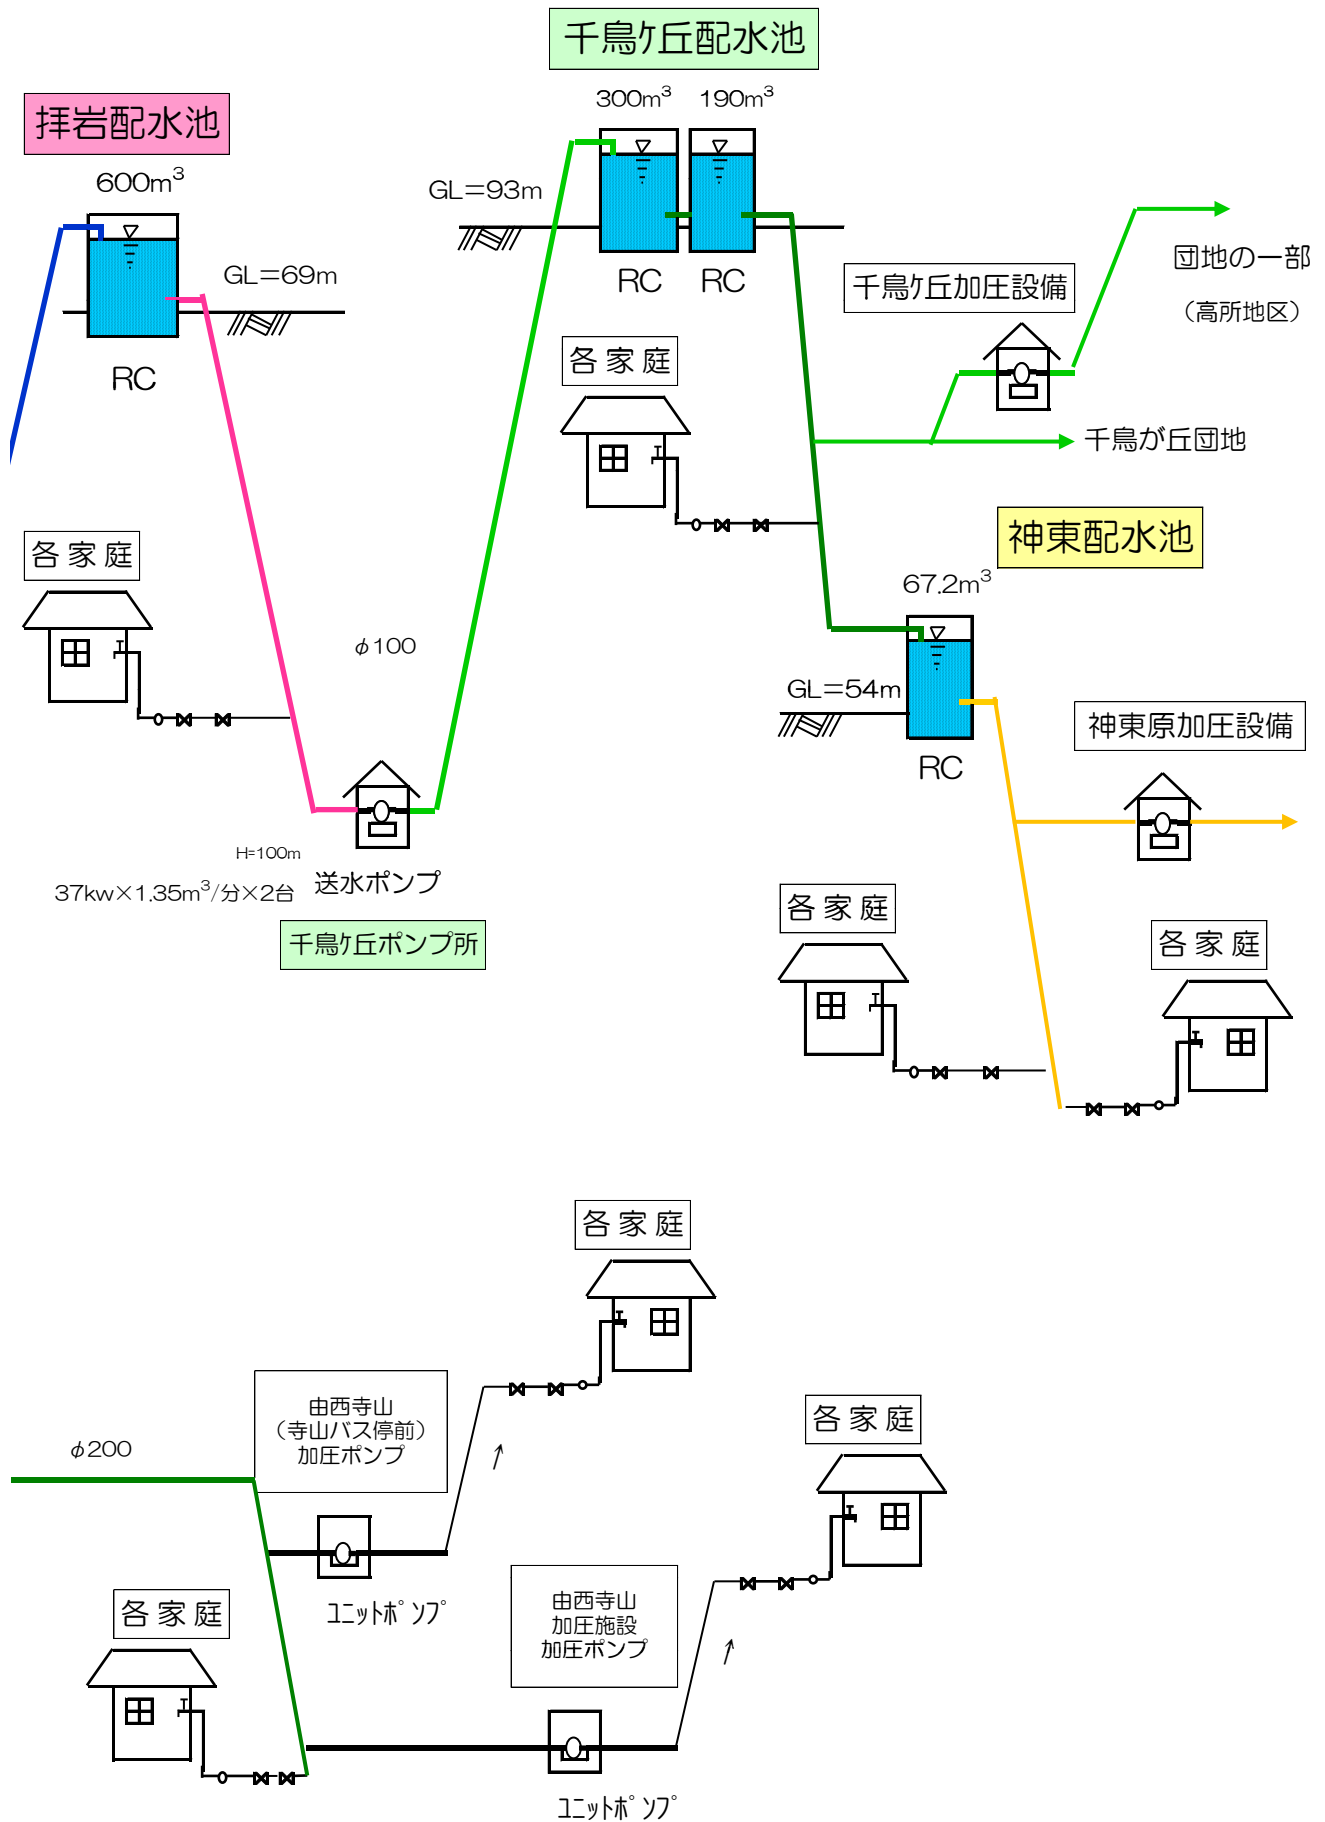 千鳥ケ丘配水池
300m³ 190m³
拝岩配水池
600m³
GL=93m
GL=69m
RC RC
RC
千鳥ケ丘加圧設備
団地の一部
（高所地区）
各家庭
千鳥が丘団地
神東配水池
67.2m³
各家庭
φ100
GL=54m
RC
神東原加圧設備
H=100m
37kw×1.35m³/分×2台
送水ポンプ
千鳥ケ丘ポンプ所
各家庭
各家庭
各家庭
由西寺山
（寺山バス停前）
加圧ポンプ
φ200
各家庭
ユニットポンプ
由西寺山
加圧施設
加圧ポンプ
各家庭
ユニットポンプ